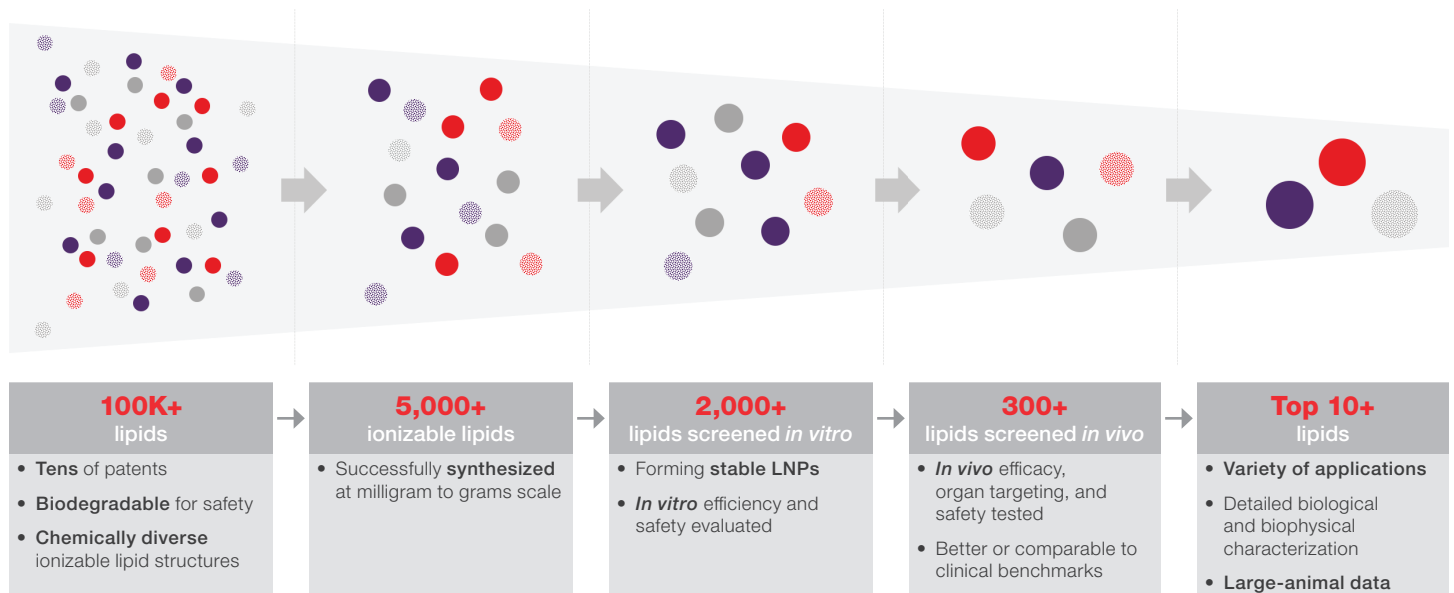 100K+
lipids
• Tens of patents
• Biodegradable for safety
• Chemically diverse
ionizable lipid structures
5,000+
ionizable lipids
• Successfully synthesized
at milligram to grams scale
2,000+
lipids screened in vitro
• Forming stable LNPs
• In vitro efficiency and
safety evaluated
300+
lipids screened in vivo
• In vivo efficacy,
organ targeting, and
safety tested
• Better or comparable to
clinical benchmarks
Top 10+
lipids
• Variety of applications
• Detailed biological
and biophysical
characterization
• Large-animal data